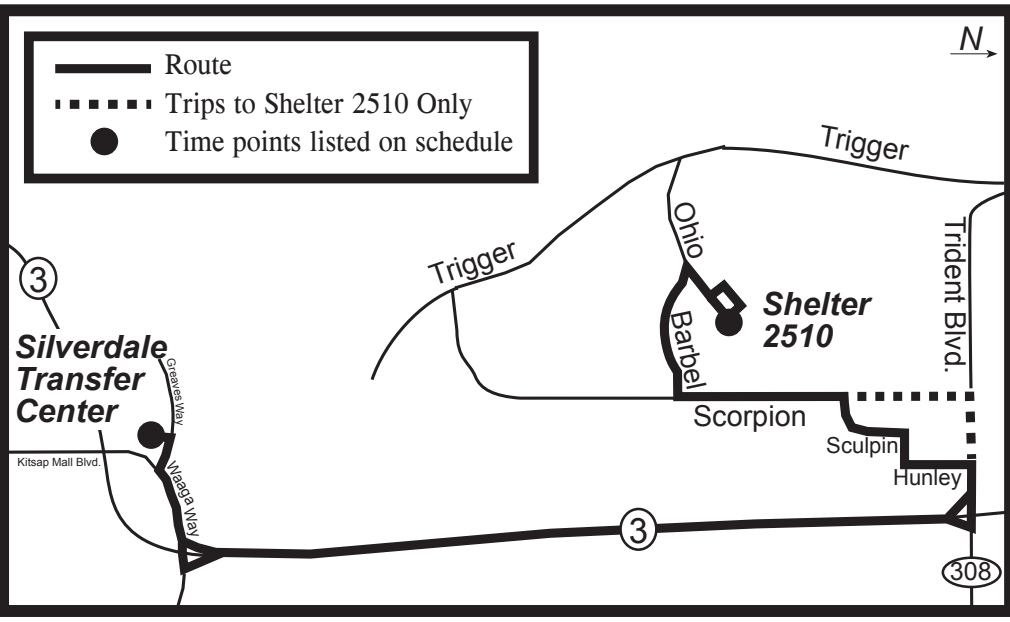 Route
Trips to Shelter 2510 Only
Time points listed on schedule
N
Trigger
Trigger
Ohio
Trident Blvd.
3
Shelter
2510
Barbel
Silverdale
Transfer
Center
Greaves Way
Scorpion
Sculpin
Kitsap Mall Blvd.
Waaga Way
Hunley
3
308